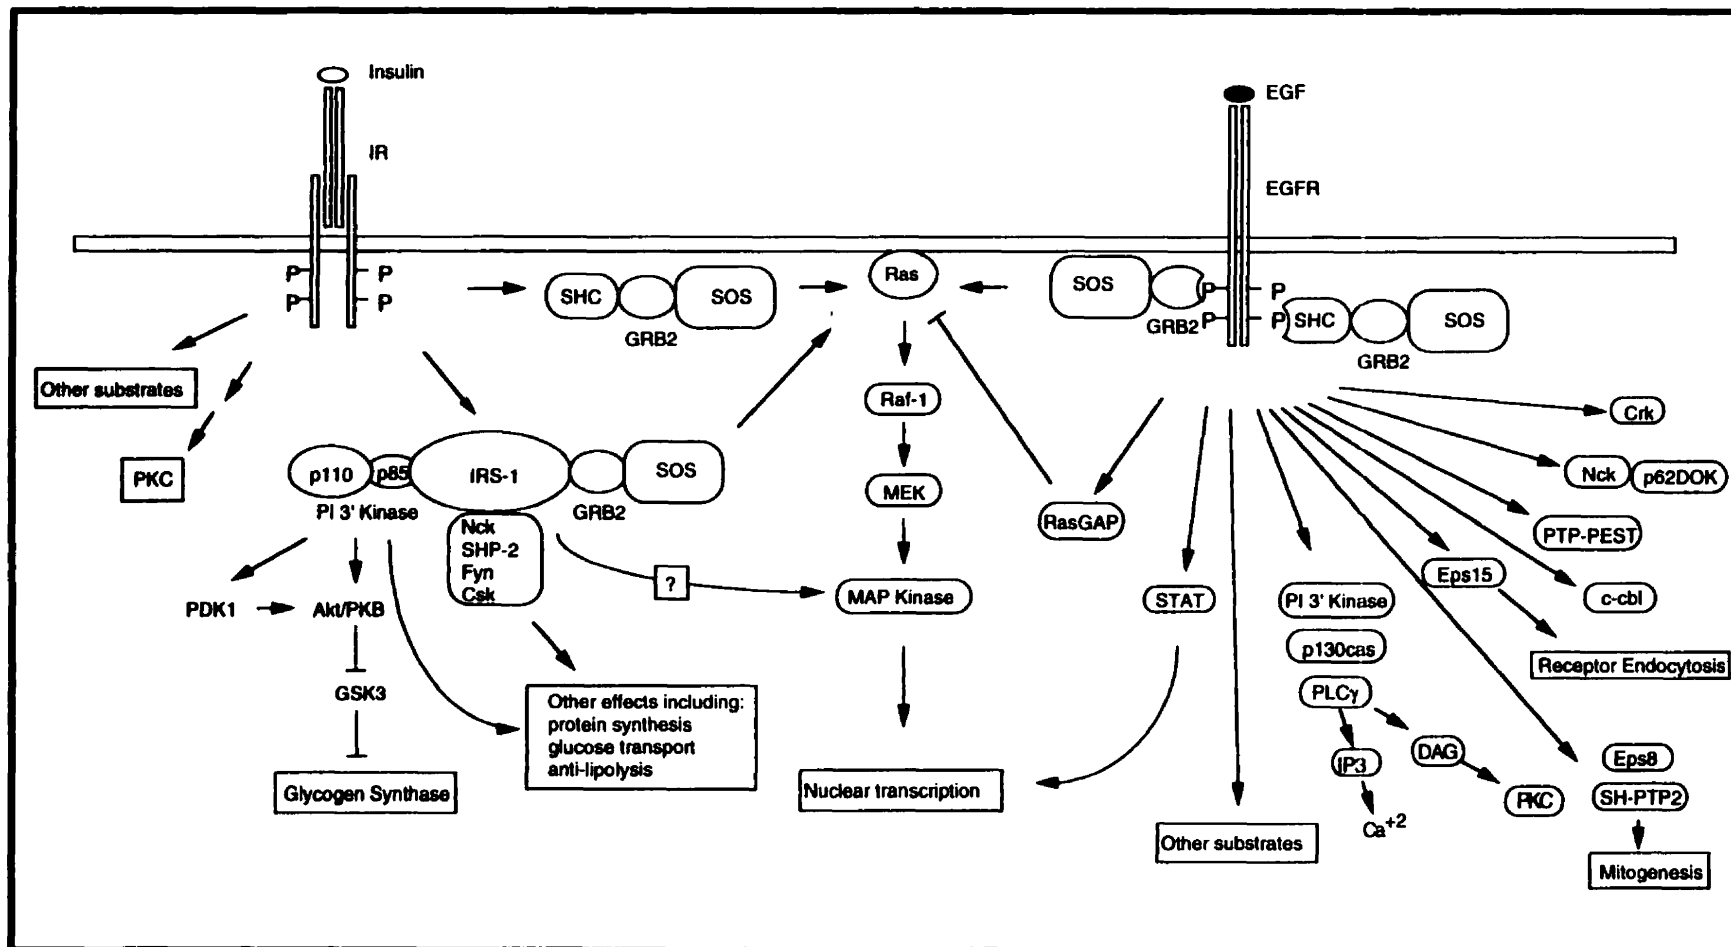 Insulin
IR
EGF
EGFR
P P
P P
SHC
SOS
GRB2
Ras
SOS
GRB2
P P
P P
SHC
SOS
GRB2
Other substrates
PKC
p110
p85
IRS-1
SOS
GRB2
PI 3' Kinase
Nck
SHP-2
Fyn
Csk
?
PDK1
Akt/PKB
GSK3
Glycogen Synthase
Other effects including:
protein synthesis
glucose transport
anti-lipolysis
Raf-1
MEK
MAP Kinase
Nuclear transcription
RasGAP
STAT
Other substrates
PI 3' Kinase
p130cas
PLCγ
IP3
Ca+2
DAG
PKC
Crk
Nck
p62DOK
PTP-PEST
Eps15
c-cbl
Receptor Endocytosis
Eps8
SH-PTP2
Mitogenesis